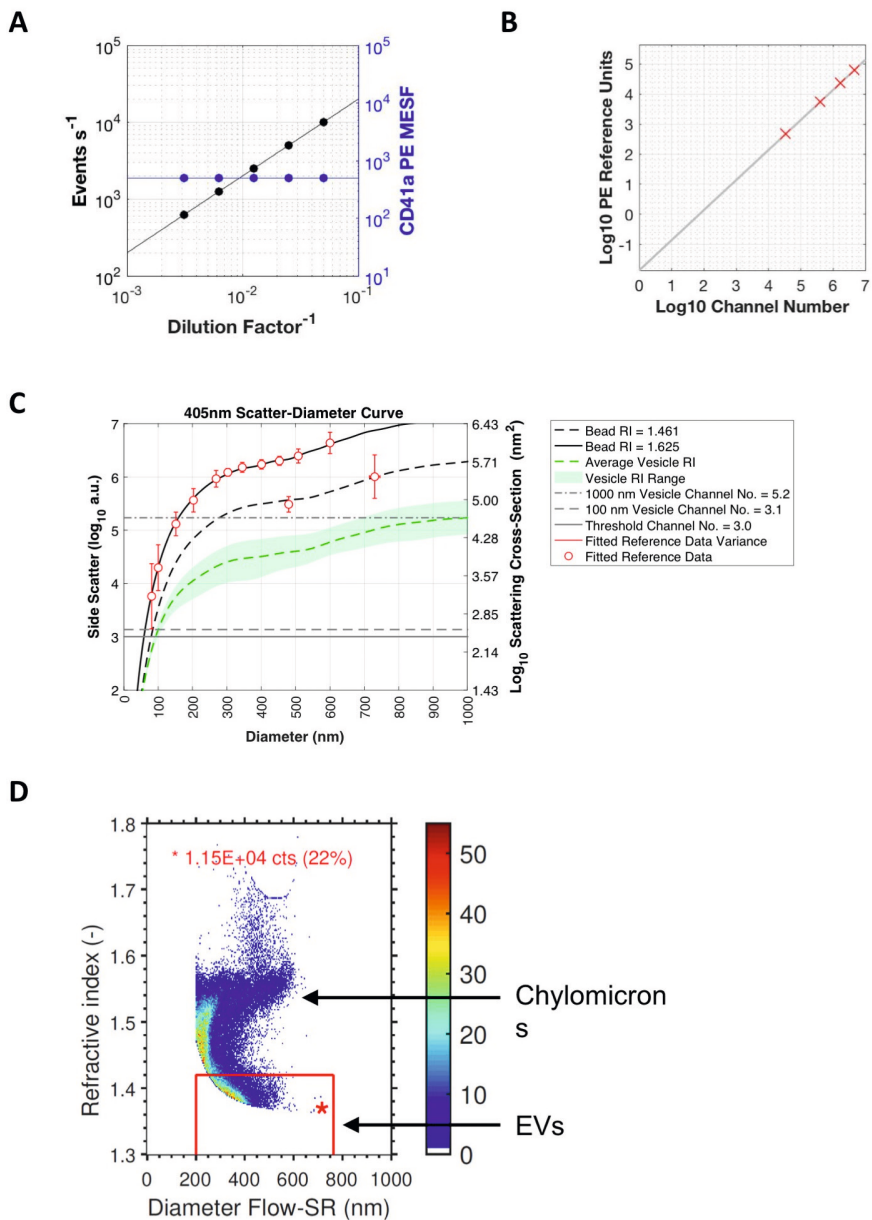 A
Events s-1
CD41a PE MESF
10^5
10^4
10^3
10^2
10^5
10^4
10^3
10^2
10^1
10^-3
10^-2
10^-1
Dilution Factor-1
B
Log10 PE Reference Units
5
4
3
2
1
0
-1
0 1 2 3 4 5 6 7
Log10 Channel Number
C
405nm Scatter-Diameter Curve
Side Scatter (log10 a.u.)
7
6
5
4
3
2
6.43
5.71
5.00
4.28
3.57
2.85
2.14
1.43
Log10 Scattering Cross-Section (nm2)
0 100 200 300 400 500 600 700 800 900 1000
Diameter (nm)
Bead RI = 1.461
Bead RI = 1.625
Average Vesicle RI
Vesicle RI Range
1000 nm Vesicle Channel No. = 5.2
100 nm Vesicle Channel No. = 3.1
Threshold Channel No. = 3.0
Fitted Reference Data Variance
Fitted Reference Data
D
Refractive index (-)
1.8
1.7
1.6
1.5
1.4
1.3
* 1.15E+04 cts (22%)
*
0 200 400 600 800 1000
Diameter Flow-SR (nm)
50
40
30
20
10
0
Chylomicron
s
EVs